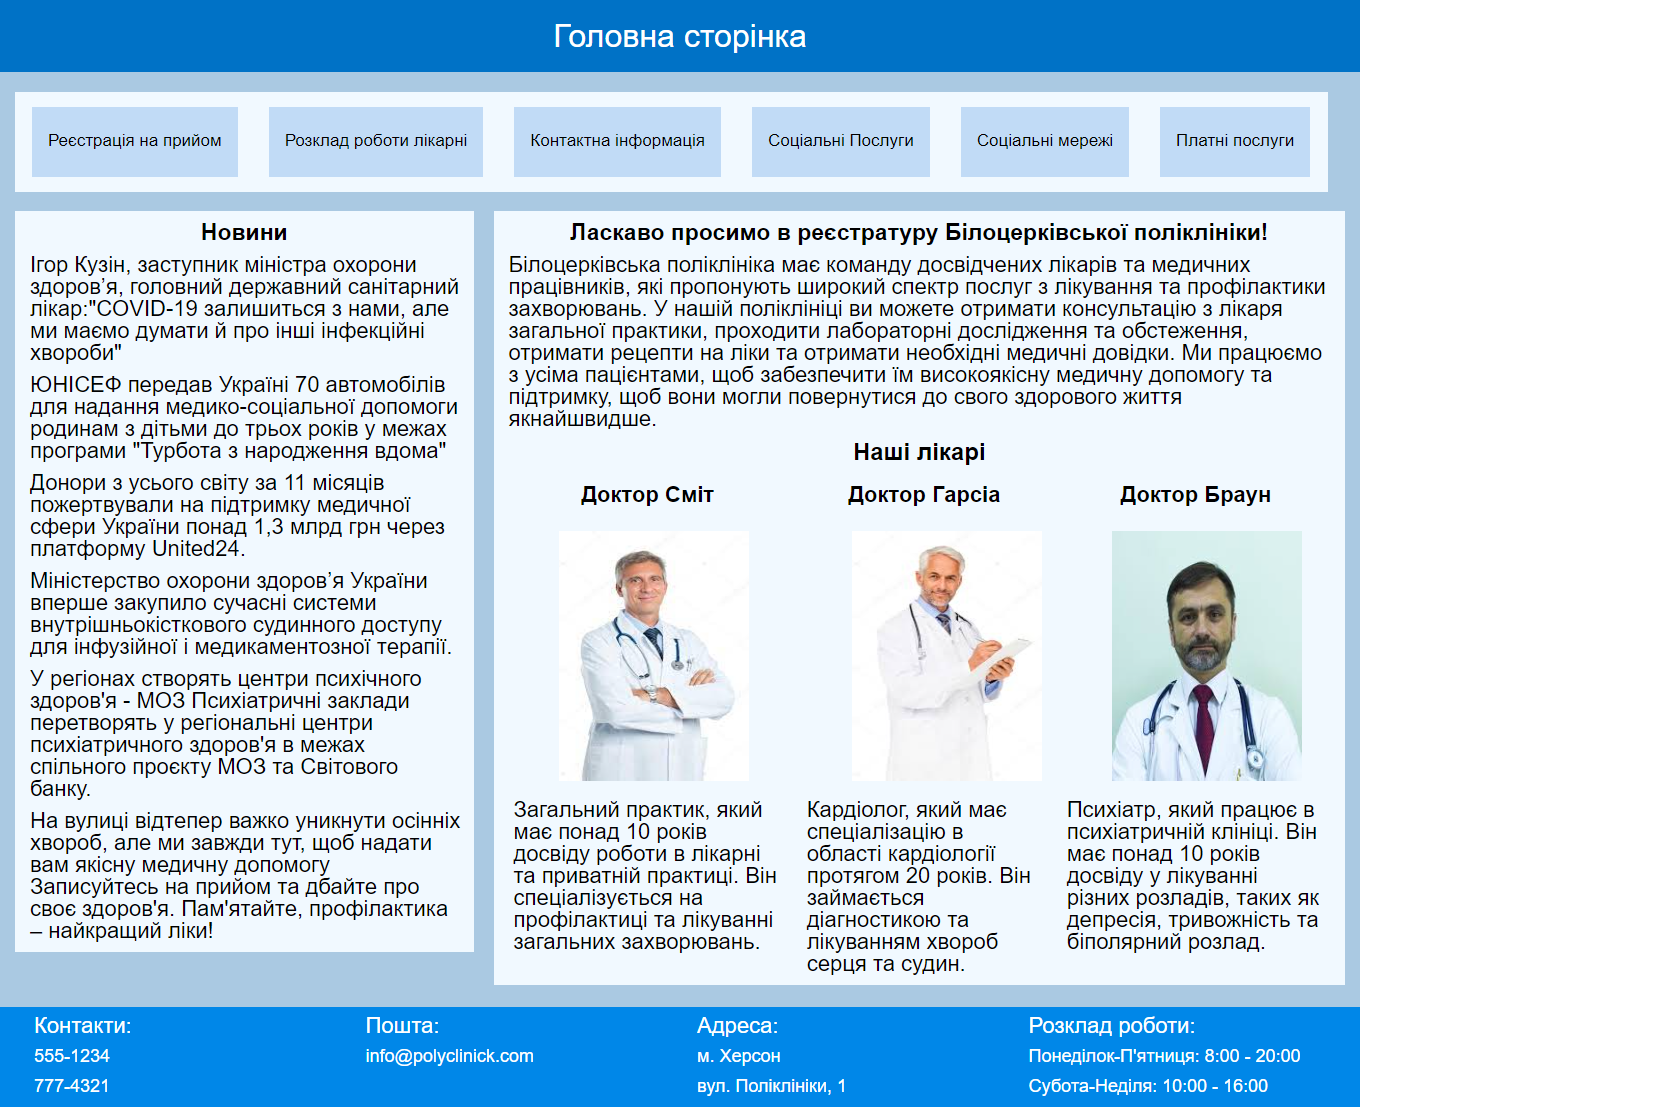 Головна сторінка
Реєстрація на прийом
Розклад роботи лікарні
Контактна інформація
Соціальні Послуги
Соціальні мережі
Платні послуги
Новини
Ігор Кузін, заступник міністра охорони
здоров’я, головний державний санітарний
лікар:"COVID-19 залишиться з нами, але
ми маємо думати й про інші інфекційні
хвороби"
ЮНІСЕФ передав Україні 70 автомобілів
для надання медико-соціальної допомоги
родинам з дітьми до трьох років у межах
програми "Турбота з народження вдома"
Донори з усього світу за 11 місяців
пожертвували на підтримку медичної
сфери України понад 1,3 млрд грн через
платформу United24.
Міністерство охорони здоров’я України
вперше закупило сучасні системи
внутрішньокісткового судинного доступу
для інфузійної і медикаментозної терапії.
У регіонах створять центри психічного
здоров'я - МОЗ Психіатричні заклади
перетворять у регіональні центри
психіатричного здоров'я в межах
спільного проєкту МОЗ та Світового
банку.
На вулиці відтепер важко уникнути осінніх
хвороб, але ми завжди тут, щоб надати
вам якісну медичну допомогу
Записуйтесь на прийом та дбайте про
своє здоров'я. Пам'ятайте, профілактика
– найкращий ліки!
Ласкаво просимо в реєстратуру Білоцерківської поліклініки!
Білоцерківська поліклініка має команду досвідчених лікарів та медичних
працівників, які пропонують широкий спектр послуг з лікування та профілактики
захворювань. У нашій поліклініці ви можете отримати консультацію з лікаря
загальної практики, проходити лабораторні дослідження та обстеження,
отримати рецепти на ліки та отримати необхідні медичні довідки. Ми працюємо
з усіма пацієнтами, щоб забезпечити їм високоякісну медичну допомогу та
підтримку, щоб вони могли повернутися до свого здорового життя
якнайшвидше.
Наші лікарі
Доктор Сміт
Доктор Гарсіа
Доктор Браун
Загальний практик, який
має понад 10 років
досвіду роботи в лікарні
та приватній практиці. Він
спеціалізується на
профілактиці та лікуванні
загальних захворювань.
Кардіолог, який має
спеціалізацію в
області кардіології
протягом 20 років. Він
займається
діагностикою та
лікуванням хвороб
серця та судин.
Психіатр, який працює в
психіатричній клініці. Він
має понад 10 років
досвіду у лікуванні
різних розладів, таких як
депресія, тривожність та
біполярний розлад.
Контакти:
555-1234
777-4321
Пошта:
info@polyclinick.com
Адреса:
м. Херсон
вул. Поліклініки, 1
Розклад роботи:
Понеділок-П'ятниця: 8:00 - 20:00
Субота-Неділя: 10:00 - 16:00